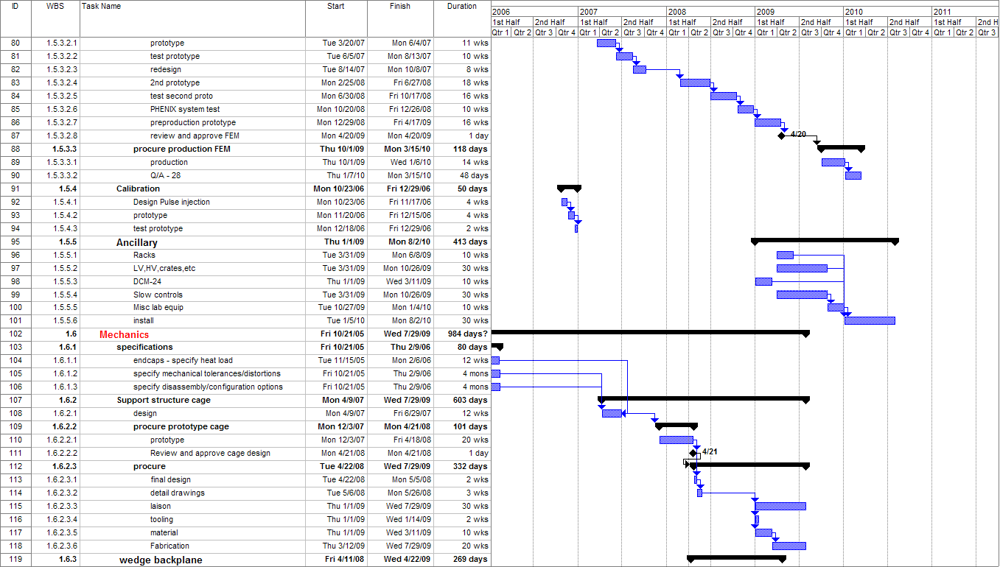 ID WBS Task Name Start Finish Duration
2006 2007 2008 2009 2010 2011
1st Half 2nd Half 1st Half 2nd Half 1st Half 2nd Half 1st Half 2nd Half 1st Half 2nd Half 1st Half 2nd H
Qtr 1 Qtr 2 Qtr 3 Qtr 4 Qtr 1 Qtr 2 Qtr 3 Qtr 4 Qtr 1 Qtr 2 Qtr 3 Qtr 4 Qtr 1 Qtr 2 Qtr 3 Qtr 4 Qtr 1 Qtr 2 Qtr 3 Qtr 4 Qtr 1 Qtr 2 Qtr 3
80 1.5.3.2.1 prototype Tue 3/20/07 Mon 6/4/07 11 wks
81 1.5.3.2.2 test prototype Tue 6/5/07 Mon 8/13/07 10 wks
82 1.5.3.2.3 redesign Tue 8/14/07 Mon 10/8/07 8 wks
83 1.5.3.2.4 2nd prototype Mon 2/25/08 Fri 6/27/08 18 wks
84 1.5.3.2.5 test second proto Mon 6/30/08 Fri 10/17/08 16 wks
85 1.5.3.2.6 PHENIX system test Mon 10/20/08 Fri 12/26/08 10 wks
86 1.5.3.2.7 preproduction prototype Mon 12/29/08 Fri 4/17/09 16 wks
87 1.5.3.2.8 review and approve FEM Mon 4/20/09 Mon 4/20/09 1 day 4/20
88 1.5.3.3 procure production FEM Thu 10/1/09 Mon 3/15/10 118 days
89 1.5.3.3.1 production Thu 10/1/09 Wed 1/6/10 14 wks
90 1.5.3.3.2 Q/A - 28 Thu 1/7/10 Mon 3/15/10 48 days
91 1.5.4 Calibration Mon 10/23/06 Fri 12/29/06 50 days
92 1.5.4.1 Design Pulse injection Mon 10/23/06 Fri 11/17/06 4 wks
93 1.5.4.2 prototype Mon 11/20/06 Fri 12/15/06 4 wks
94 1.5.4.3 test prototype Mon 12/18/06 Fri 12/29/06 2 wks
95 1.5.5 Ancillary Thu 1/1/09 Mon 8/2/10 413 days
96 1.5.5.1 Racks Tue 3/31/09 Mon 6/8/09 10 wks
97 1.5.5.2 LV,HV,crates,etc Tue 3/31/09 Mon 10/26/09 30 wks
98 1.5.5.3 DCM-24 Thu 1/1/09 Wed 3/11/09 10 wks
99 1.5.5.4 Slow controls Tue 3/31/09 Mon 10/26/09 30 wks
100 1.5.5.5 Misc lab equip Tue 10/27/09 Mon 1/4/10 10 wks
101 1.5.5.6 install Tue 1/5/10 Mon 8/2/10 30 wks
102 1.6 Mechanics Fri 10/21/05 Wed 7/29/09 984 days?
103 1.6.1 specifications Fri 10/21/05 Thu 2/9/06 80 days
104 1.6.1.1 endcaps - specify heat load Tue 11/15/05 Mon 2/6/06 12 wks
105 1.6.1.2 specify mechanical tolerances/distortions Fri 10/21/05 Thu 2/9/06 4 mons
106 1.6.1.3 specify disassembly/configuration options Fri 10/21/05 Thu 2/9/06 4 mons
107 1.6.2 Support structure cage Mon 4/9/07 Wed 7/29/09 603 days
108 1.6.2.1 design Mon 4/9/07 Fri 6/29/07 12 wks
109 1.6.2.2 procure prototype cage Mon 12/3/07 Mon 4/21/08 101 days
110 1.6.2.2.1 prototype Mon 12/3/07 Fri 4/18/08 20 wks
111 1.6.2.2.2 Review and approve cage design Mon 4/21/08 Mon 4/21/08 1 day 4/21
112 1.6.2.3 procure Tue 4/22/08 Wed 7/29/09 332 days
113 1.6.2.3.1 final design Tue 4/22/08 Mon 5/5/08 2 wks
114 1.6.2.3.2 detail drawings Tue 5/6/08 Mon 5/26/08 3 wks
115 1.6.2.3.3 laison Thu 1/1/09 Wed 7/29/09 30 wks
116 1.6.2.3.4 tooling Thu 1/1/09 Wed 1/14/09 2 wks
117 1.6.2.3.5 material Thu 1/1/09 Wed 3/11/09 10 wks
118 1.6.2.3.6 Fabrication Thu 3/12/09 Wed 7/29/09 20 wks
119 1.6.3 wedge backplane Fri 4/11/08 Wed 4/22/09 269 days